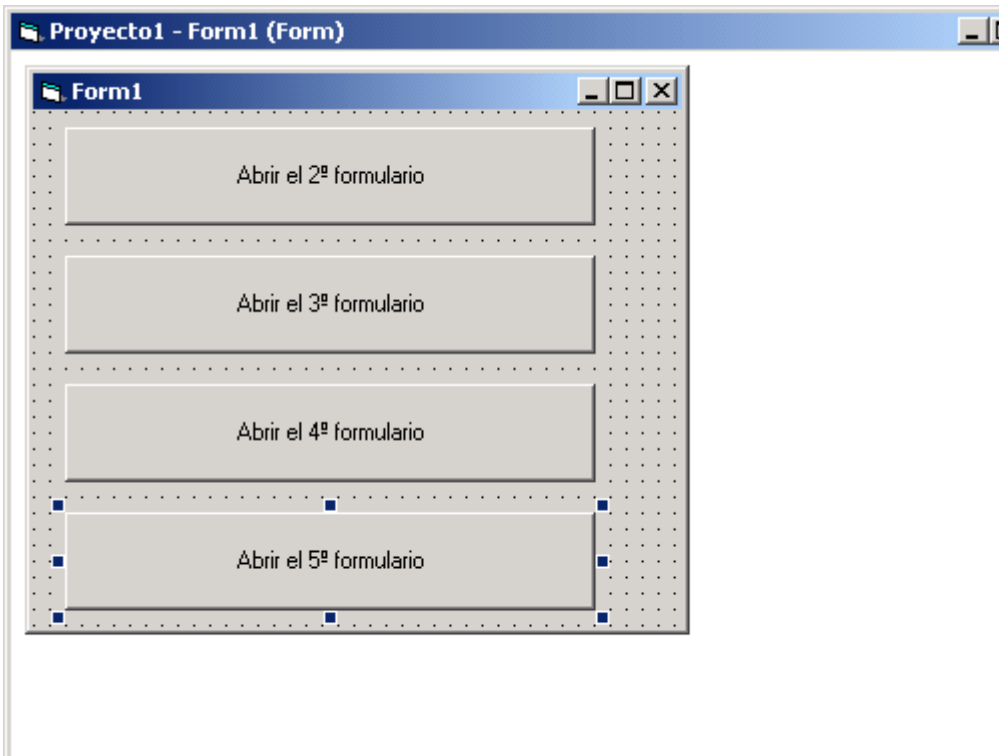 Proyecto1 - Form1 (Form)
Form1
Abrir el 2º formulario
Abrir el 3º formulario
Abrir el 4º formulario
Abrir el 5º formulario